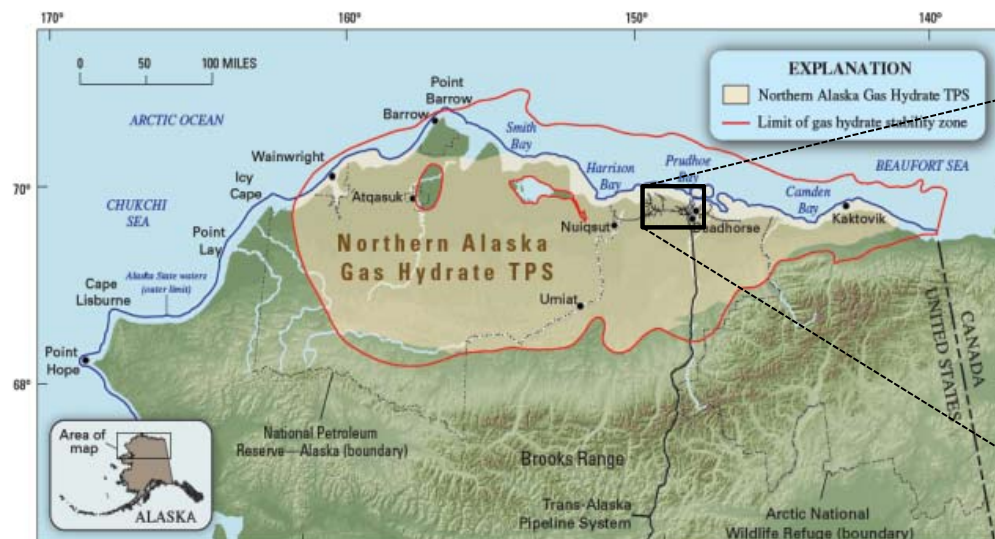 170°
160°
150°
140°
0 50 100 MILES
ARCTIC OCEAN
Point
Barrow
Barrow
Smith
Bay
Harrison
Bay
Prudhoe
Bay
Camden
Bay
BEAUFORT SEA
EXPLANATION
Northern Alaska Gas Hydrate TPS
Limit of gas hydrate stability zone
Wainwright
Icy
Cape
70°
CHUKCHI
SEA
Atqasuk
Point
Lay
Nuiqsut
Deadhorse
Kaktovik
Northern Alaska
Gas Hydrate TPS
Alaska State waters
(outer limit)
Cape
Lisburne
Umiat
Point
Hope
68°
CANADA
UNITED STATES
Area of
map
ALASKA
National Petroleum
Reserve—Alaska (boundary)
Brooks Range
Trans-Alaska
Pipeline System
Arctic National
Wildlife Refuge (boundary)